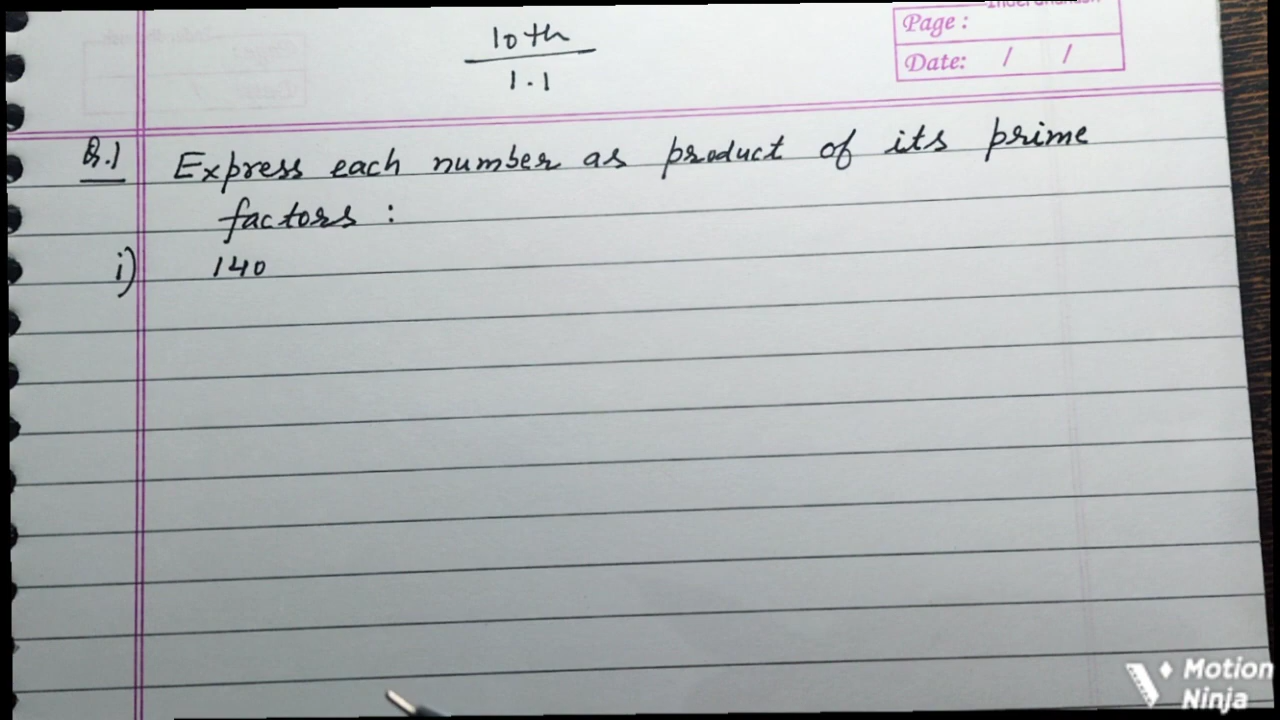 10th
1.1
Page :
Date: / /
Q.1 Express each number as product of its prime
factors :
i) 140
Motion
Ninja